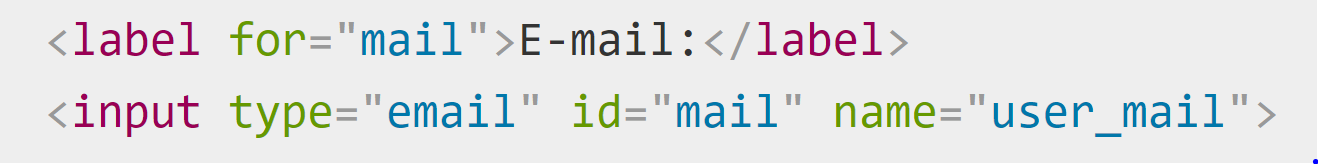 <label for="mail">E-mail:</label>
<input type="email" id="mail" name="user_mail">